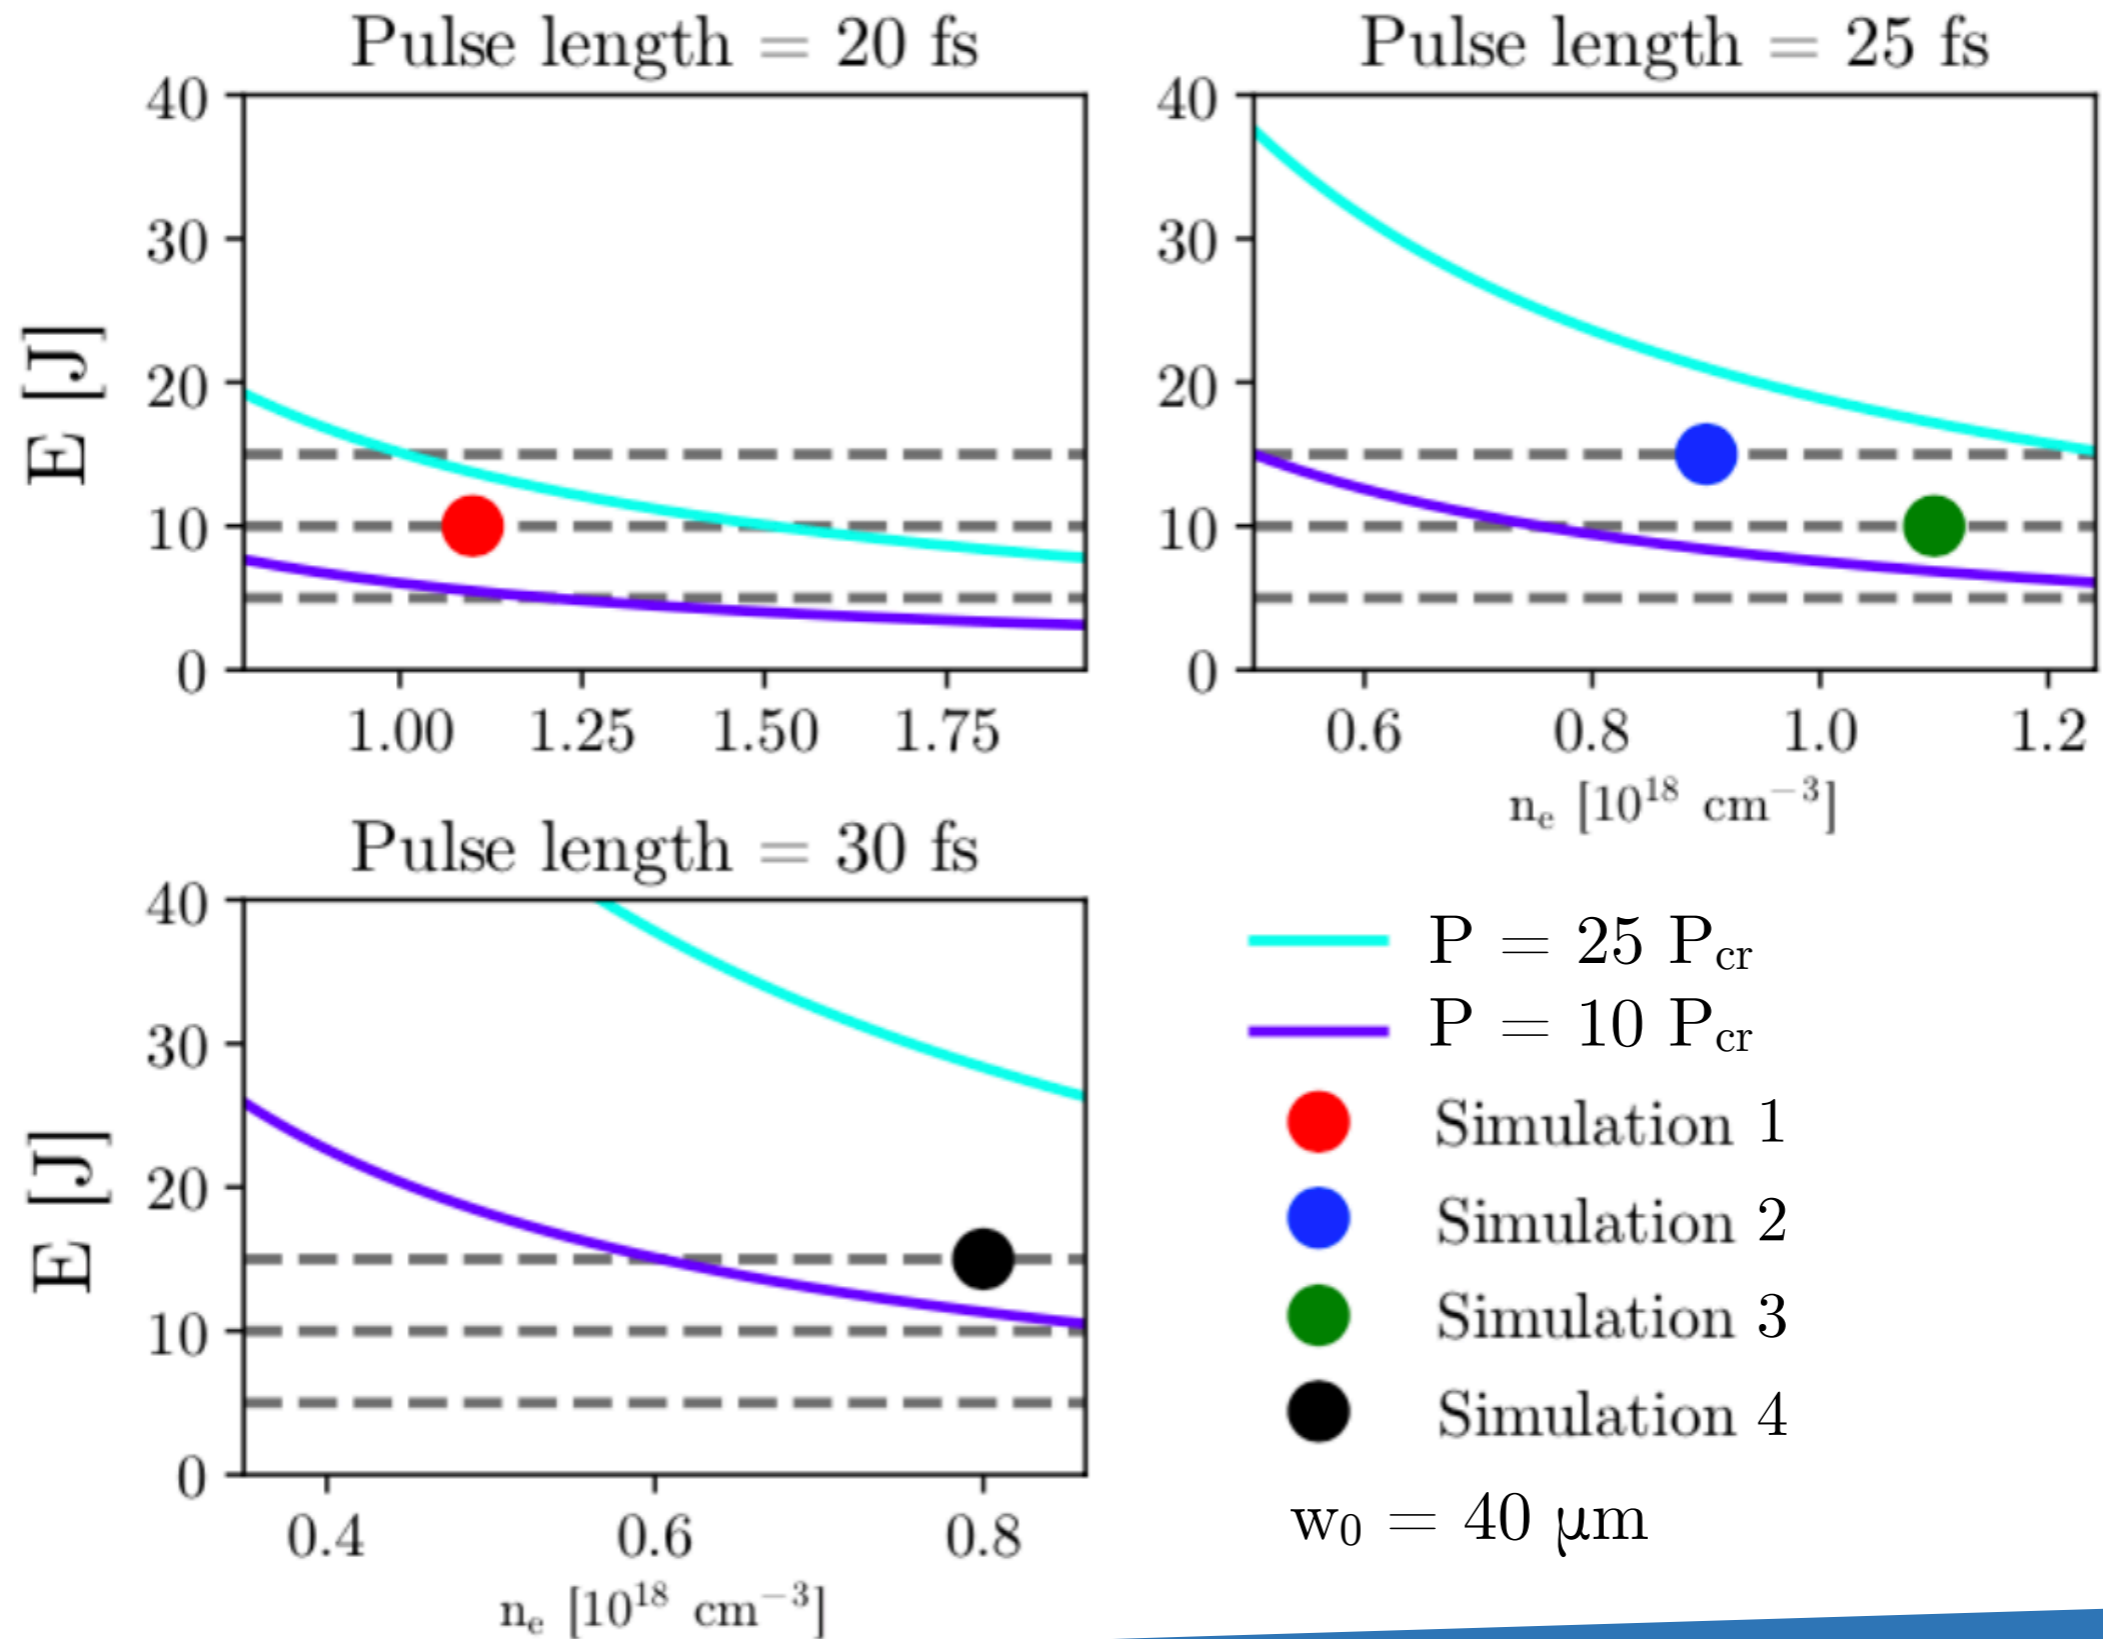 Pulse length = 20 fs
E [J]
40
30
20
10
0
1.00 1.25 1.50 1.75
Pulse length = 25 fs
40
30
20
10
0
0.6 0.8 1.0 1.2
nₑ [10¹⁸ cm⁻³]
Pulse length = 30 fs
E [J]
40
30
20
10
0
0.4 0.6 0.8
nₑ [10¹⁸ cm⁻³]
P = 25 P_cr
P = 10 P_cr
Simulation 1
Simulation 2
Simulation 3
Simulation 4
w₀ = 40 μm